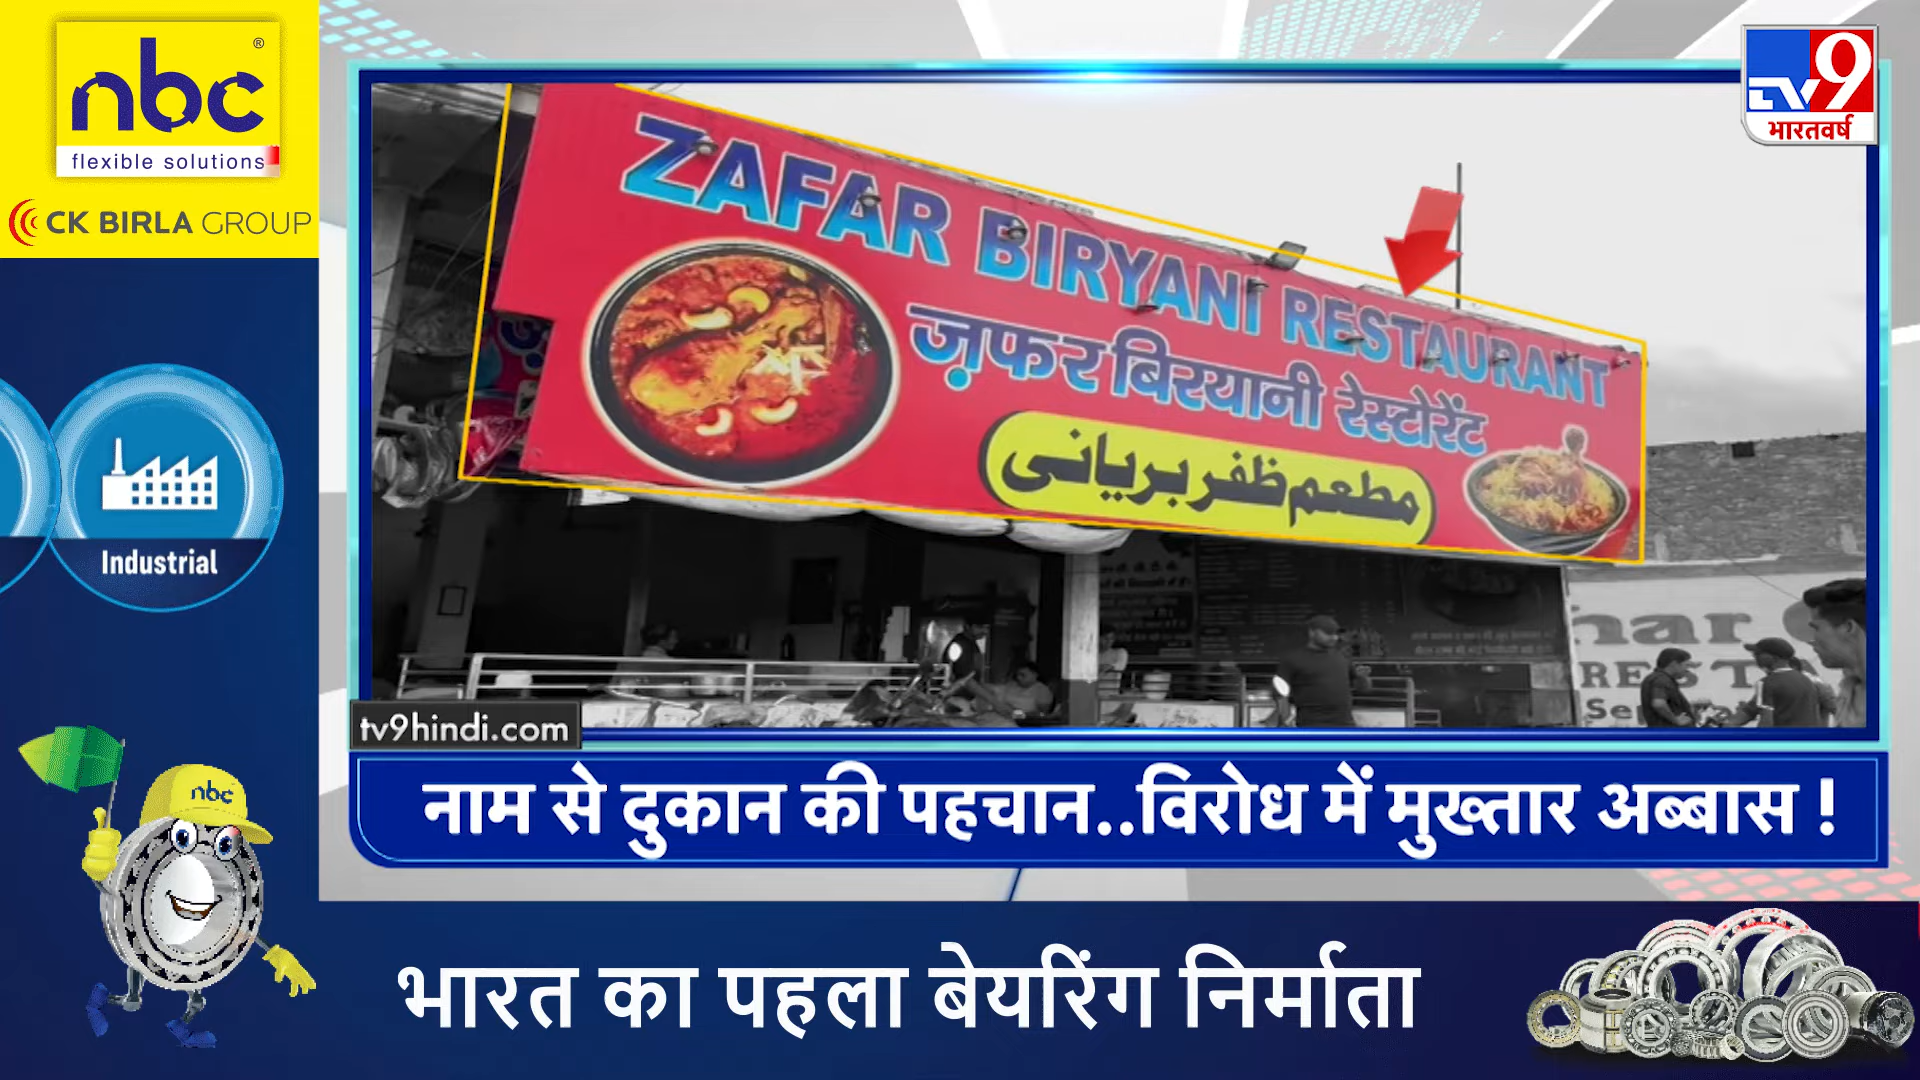 nbc
®
flexible solutions
CK BIRLA GROUP
Industrial
nbc
TV9
भारतवर्ष
ZAFAR BIRYANI RESTAURANT
ज़फर बिरयानी रेस्टोरेंट
مطعم ظفر بریانی
tv9hindi.com
नाम से दुकान की पहचान..विरोध में मुख्तार अब्बास !
भारत का पहला बेयरिंग निर्माता